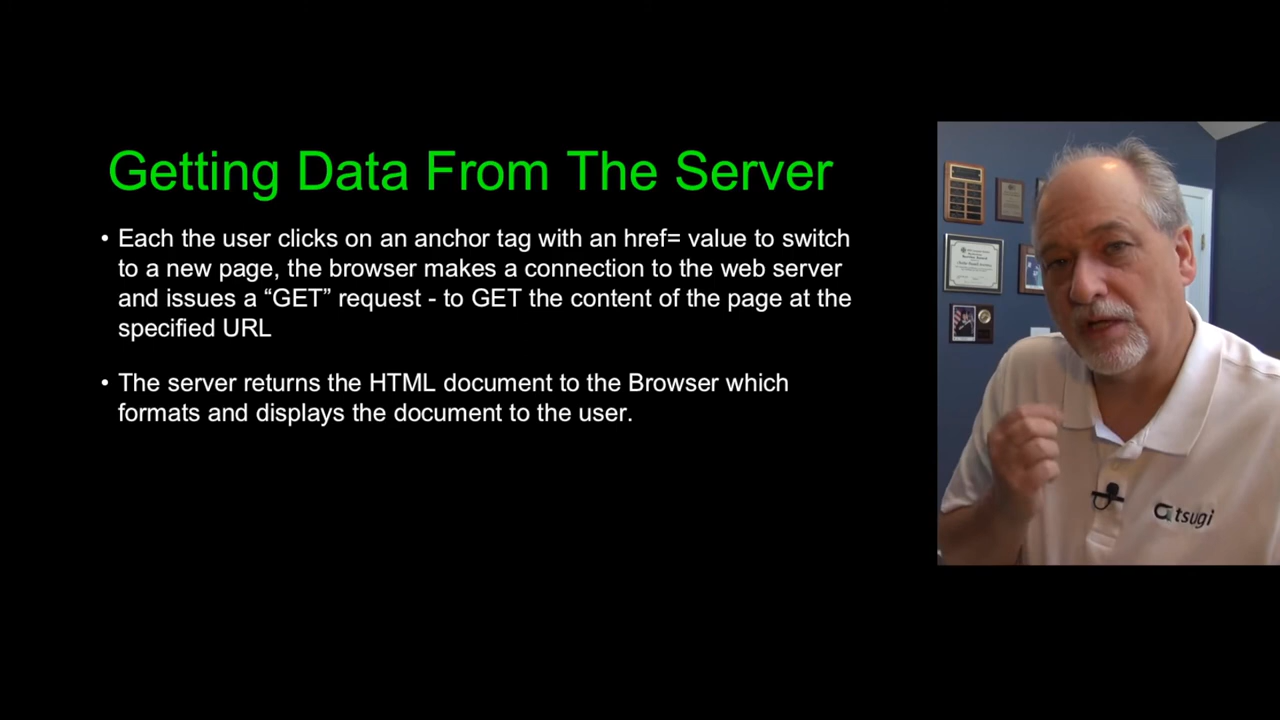 Getting Data From The Server
• Each the user clicks on an anchor tag with an href= value to switch
to a new page, the browser makes a connection to the web server
and issues a “GET” request - to GET the content of the page at the
specified URL
• The server returns the HTML document to the Browser which
formats and displays the document to the user.
tsugi